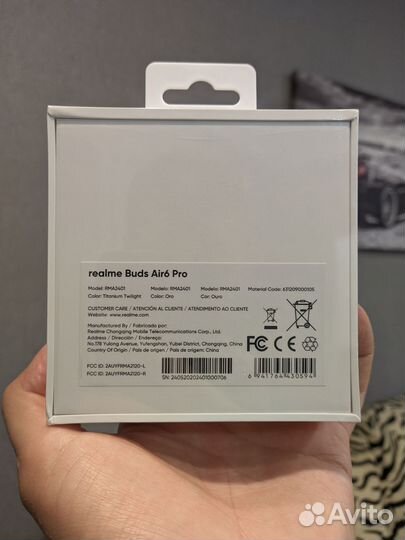 realme Buds Air6 Pro
Model: RMA2401 Modelo: RMA2401 Modelo: RMA2401 Material Code: 631209000105
Color: Titanium Twilight Color: Oro Cor: Ouro
CUSTOMER CARE / ATENCIÓN AL CLIENTE / ATENDIMENTO AO CLIENTE
Website: www.realme.com
Manufactured by / Fabricado por:
Realme Chongqing Mobile Telecommunications Corp., Ltd.
Address / Dirección / Endereço:
No.178 Yulong Avenue, Yufengshan, Yubei District, Chongqing, China
Country Of Origin / País de origen / País de origem: China
FCC ID: 2AUYFRMA2120-L
FCC ID: 2AUYFRMA2120-R
SN: 240520202401000706
FC CE
6 941764 430594
Avito